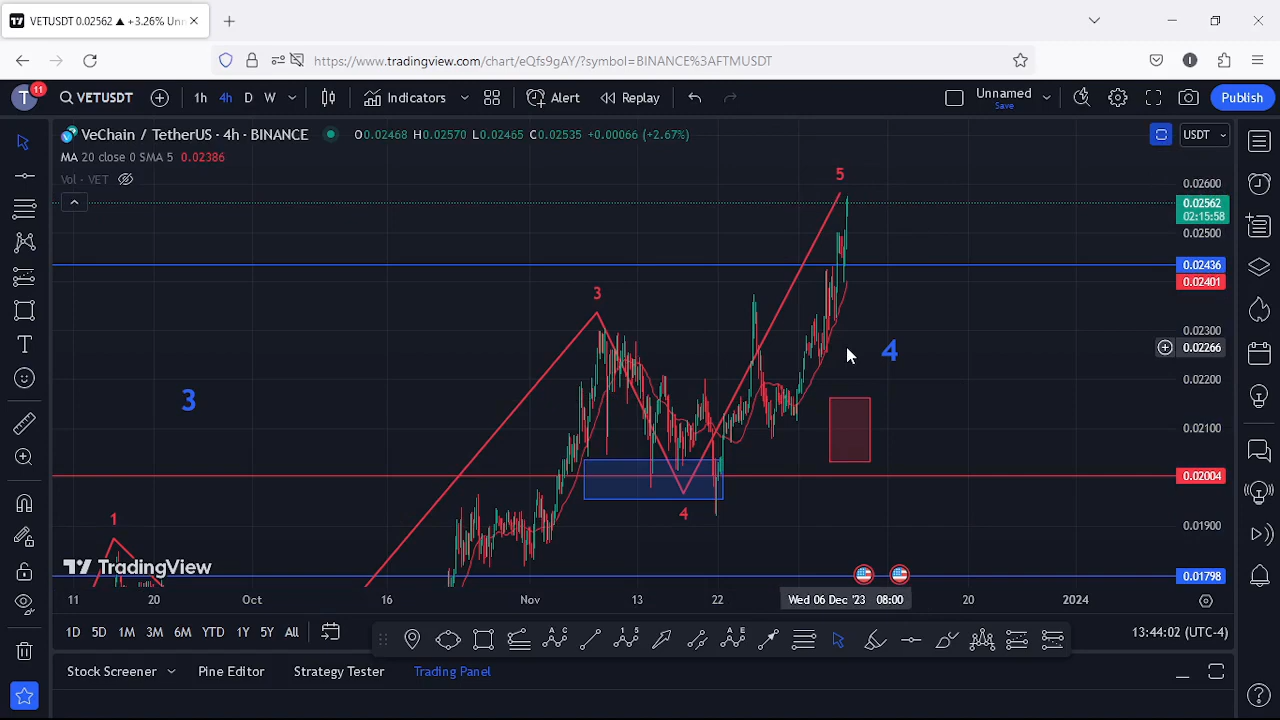 VETUSDT 0.02562 ▲ +3.26% Unn
https://www.tradingview.com/chart/eQfs9gAY/?symbol=BINANCE%3AFTMUSDT
T 11 VETUSDT 1h 4h D W Indicators Alert Replay Unnamed Save Publish
VeChain / TetherUS · 4h · BINANCE O0.02468 H0.02570 L0.02465 C0.02535 +0.00066 (+2.67%) USDT
MA 20 close 0 SMA 5 0.02386
Vol · VET
5
0.02600
0.02562
02:15:58
0.02500
0.02436
0.02401
3
0.02300
0.02266
4
0.02200
3
0.02100
0.02004
4
1
0.01900
TradingView
0.01798
11 20 Oct 16 Nov 13 22 Wed 06 Dec '23 08:00 20 2024
1D 5D 1M 3M 6M YTD 1Y 5Y All 13:44:02 (UTC-4)
Stock Screener Pine Editor Strategy Tester Trading Panel